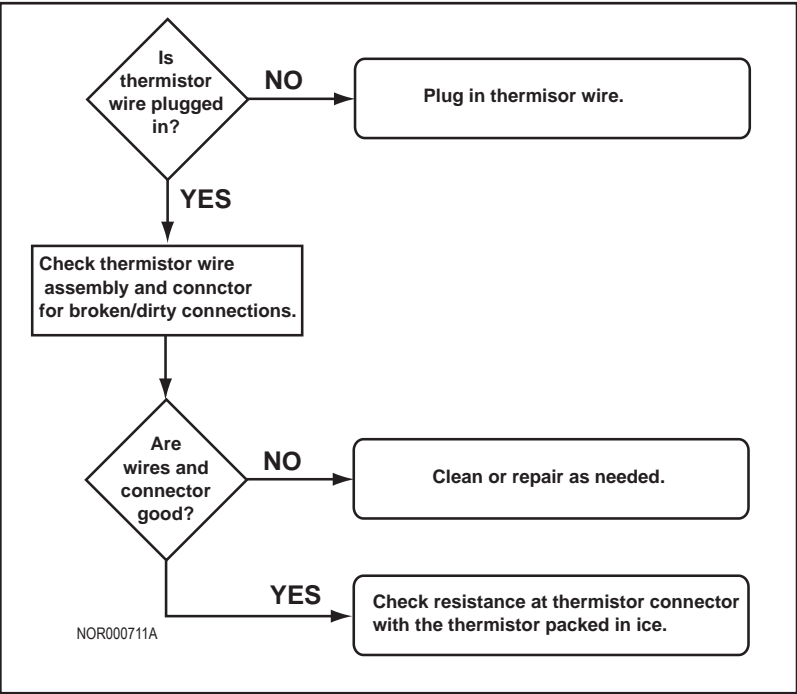 Is
thermistor
wire plugged
in?
NO
Plug in thermisor wire.
YES
Check thermistor wire
assembly and connctor
for broken/dirty connections.
Are
wires and
connector
good?
NO
Clean or repair as needed.
YES
Check resistance at thermistor connector
with the thermistor packed in ice.
NOR000711A